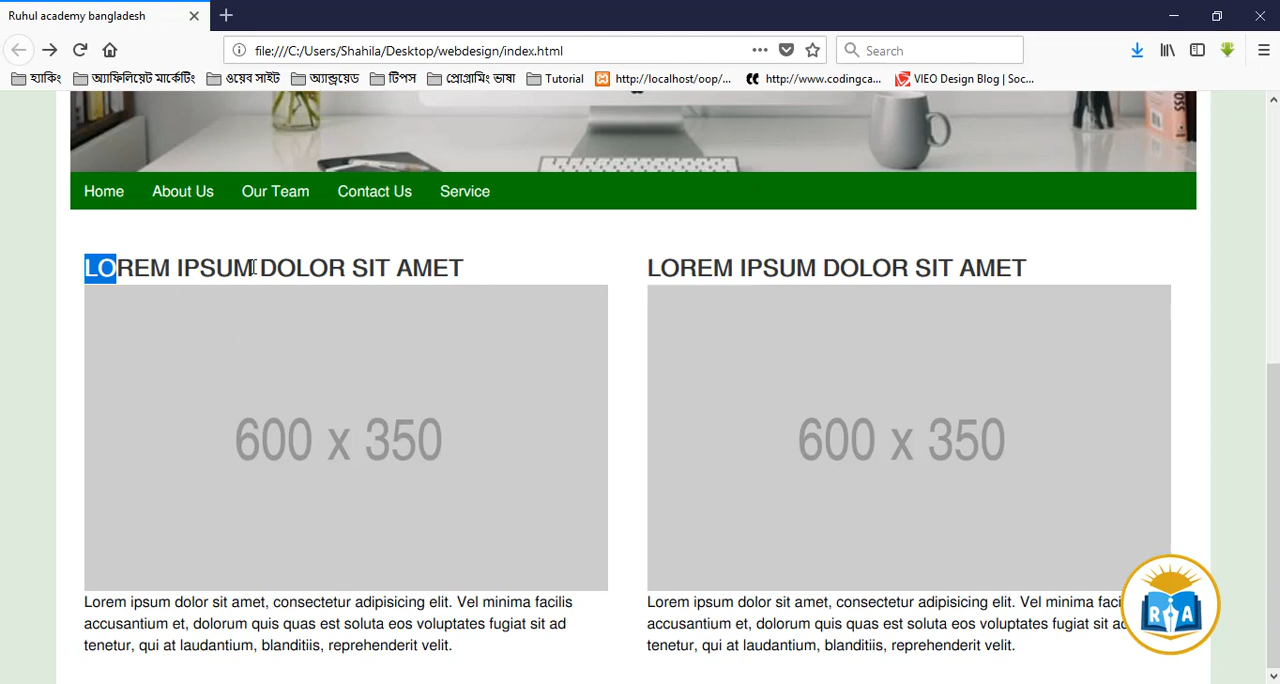 Ruhul academy bangladesh
file:///C:/Users/Shahila/Desktop/webdesign/index.html
Search
হ্যাকিং অ্যাফিলিয়েট মার্কেটিং ওয়েব সাইট অ্যান্ড্রয়েড টিপস প্রোগ্রামিং ভাষা Tutorial http://localhost/oop/... http://www.codingca... VIEO Design Blog | Soc...
Home About Us Our Team Contact Us Service
LOREM IPSUM DOLOR SIT AMET
600 x 350
Lorem ipsum dolor sit amet, consectetur adipisicing elit. Vel minima facilis
accusantium et, dolorum quis quas est soluta eos voluptates fugiat sit ad
tenetur, qui at laudantium, blanditiis, reprehenderit velit.
LOREM IPSUM DOLOR SIT AMET
600 x 350
Lorem ipsum dolor sit amet, consectetur adipisicing elit. Vel minima faci
accusantium et, dolorum quis quas est soluta eos voluptates fugiat sit
tenetur, qui at laudantium, blanditiis, reprehenderit velit.
R A